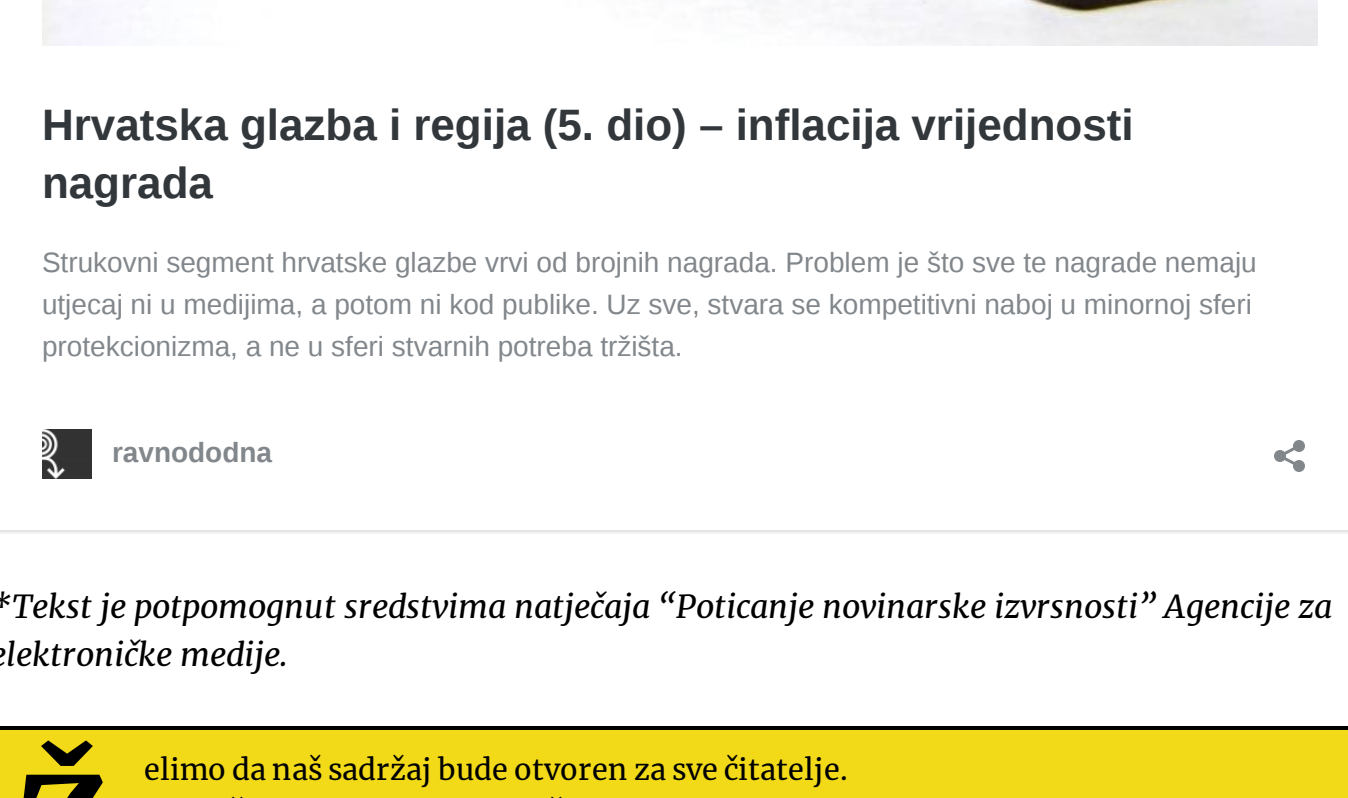 Hrvatska glazba i regija (5. dio) – inflacija vrijednosti
nagrada
Strukovni segment hrvatske glazbe vrvi od brojnih nagrada. Problem je što sve te nagrade nemaju
utjecaj ni u medijima, a potom ni kod publike. Uz sve, stvara se kompetitivni naboj u minornoj sferi
protekcionizma, a ne u sferi stvarnih potreba tržišta.
ravnododna
*Tekst je potpomognut sredstvima natječaja “Poticanje novinarske izvrsnosti” Agencije za
elektroničke medije.
Želimo da naš sadržaj bude otvoren za sve čitatelje.